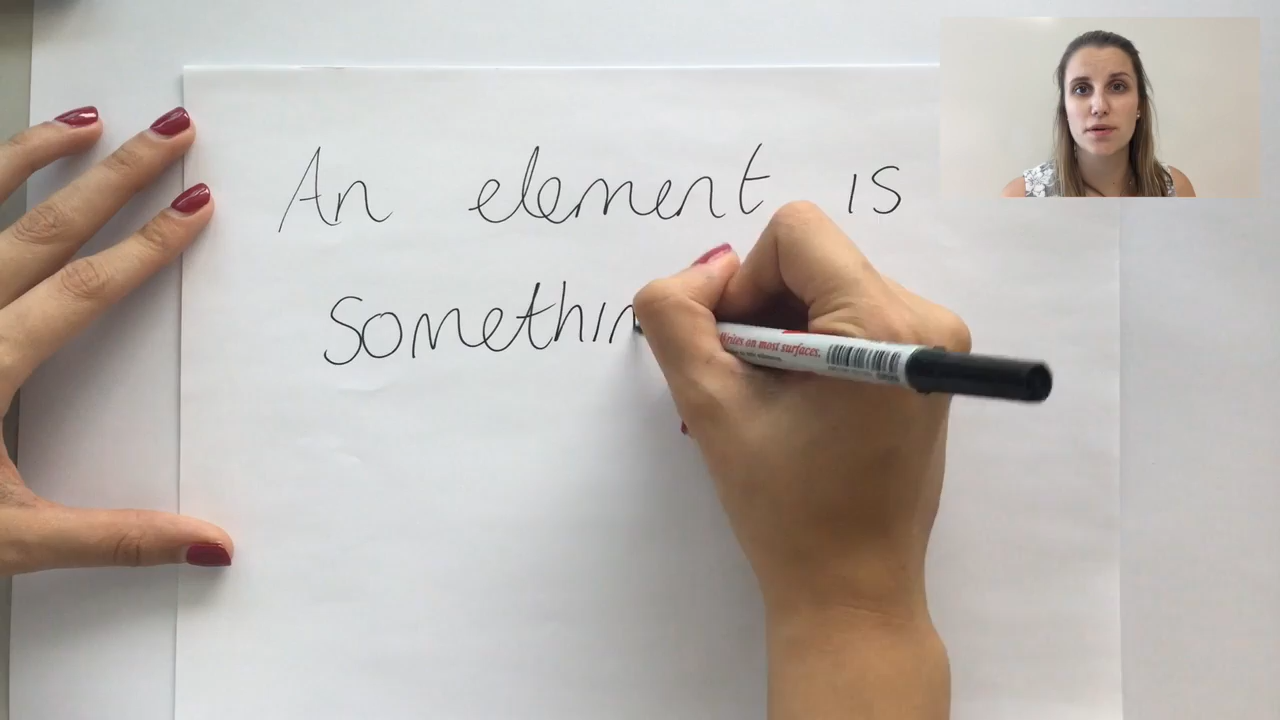 An element is
somethin
Writes on most surfaces.